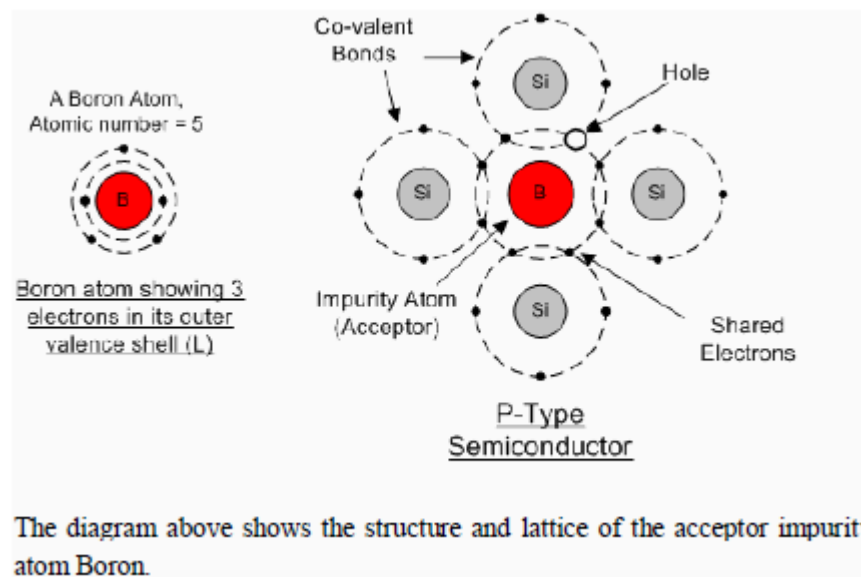 A Boron Atom,
Atomic number = 5
B
Boron atom showing 3
electrons in its outer
valence shell (L)
Co-valent
Bonds
Si
Hole
Si
B
Si
Impurity Atom
(Acceptor)
Si
Shared
Electrons
P-Type
Semiconductor
The diagram above shows the structure and lattice of the acceptor impurit
atom Boron.